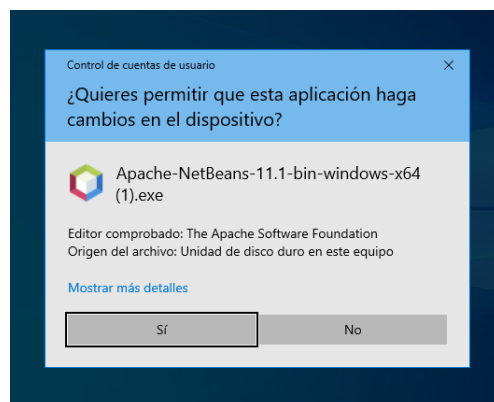 Control de cuentas de usuario
¿Quieres permitir que esta aplicación haga
cambios en el dispositivo?
Apache-NetBeans-11.1-bin-windows-x64
(1).exe
Editor comprobado: The Apache Software Foundation
Origen del archivo: Unidad de disco duro en este equipo
Mostrar más detalles
Sí
No